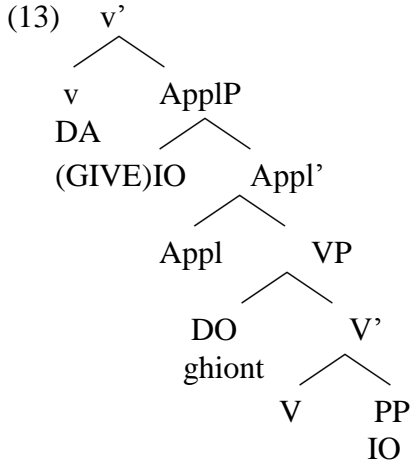 (13) v’
v ApplP
DA
(GIVE)IO Appl’
Appl VP
DO V’
ghiont
V PP
IO